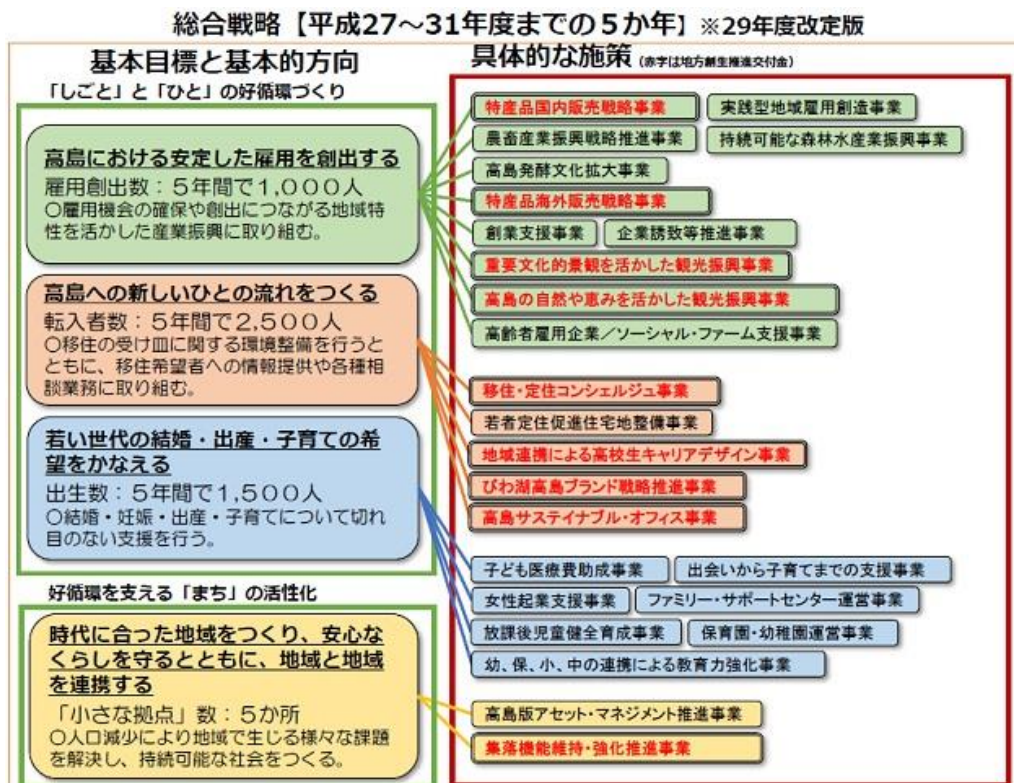 総合戦略【平成27～31年度までの５か年】※29年度改定版
基本目標と基本的方向
「しごと」と「ひと」の好循環づくり
高島における安定した雇用を創出する
雇用創出数：５年間で１,０００人
○雇用機会の確保や創出につながる地域特
性を活かした産業振興に取り組む。
高島への新しいひとの流れをつくる
転入者数：５年間で２,５００人
○移住の受け皿に関する環境整備を行うと
ともに、移住希望者への情報提供や各種相
談業務に取り組む。
若い世代の結婚・出産・子育ての希
望をかなえる
出生数：５年間で１,５００人
○結婚・妊娠・出産・子育てについて切れ
目のない支援を行う。
好循環を支える「まち」の活性化
時代に合った地域をつくり、安心な
くらしを守るとともに、地域と地域
を連携する
「小さな拠点」数：５か所
○人口減少により地域で生じる様々な課題
を解決し、持続可能な社会をつくる。
具体的な施策（赤字は地方創生推進交付金）
特産品国内販売戦略事業
実践型地域雇用創造事業
農畜産業振興戦略推進事業
持続可能な森林水産業振興事業
高島発酵文化拡大事業
特産品海外販売戦略事業
創業支援事業
企業誘致等推進事業
重要文化的景観を活かした観光振興事業
高島の自然や恵みを活かした観光振興事業
高齢者雇用企業／ソーシャル・ファーム支援事業
移住・定住コンシェルジュ事業
若者定住促進住宅地整備事業
地域連携による高校生キャリアデザイン事業
びわ湖高島ブランド戦略推進事業
高島サステイナブル・オフィス事業
子ども医療費助成事業
出会いから子育てまでの支援事業
女性起業支援事業
ファミリー・サポートセンター運営事業
放課後児童健全育成事業
保育園・幼稚園運営事業
幼、保、小、中の連携による教育力強化事業
高島版アセット・マネジメント推進事業
集落機能維持・強化推進事業